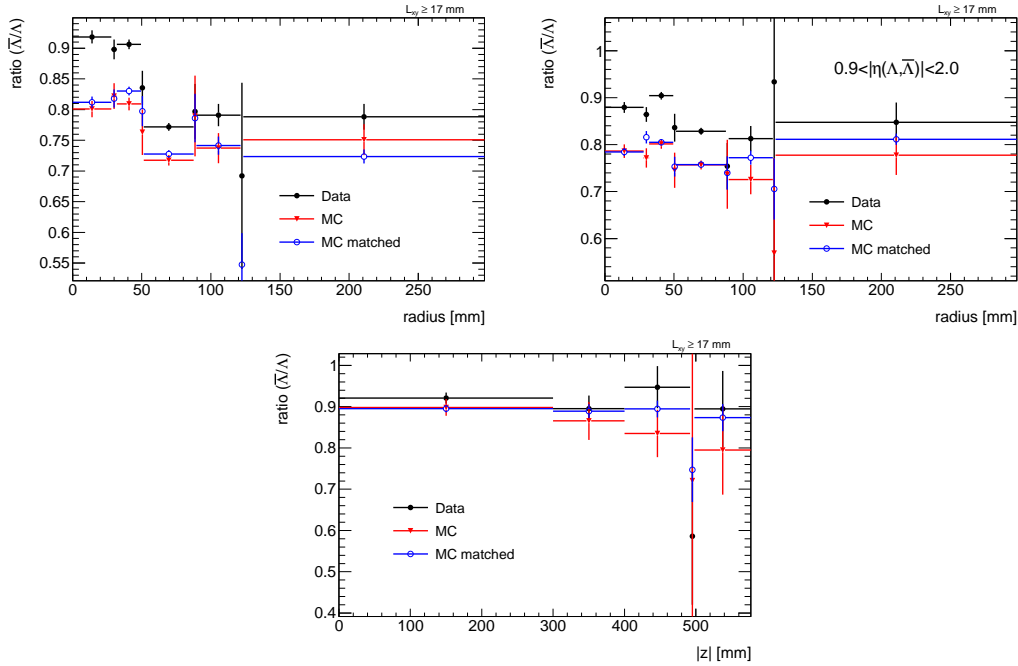 L_xy ≥ 17 mm
ratio (Λ̅/Λ)
0.9
0.85
0.8
0.75
0.7
0.65
0.6
0.55
Data
MC
MC matched
0 50 100 150 200 250
radius [mm]
L_xy ≥ 17 mm
ratio (Λ̅/Λ)
1
0.9
0.8
0.7
0.6
0.9<|η(Λ,Λ̅)|<2.0
Data
MC
MC matched
0 50 100 150 200 250
radius [mm]
L_xy ≥ 17 mm
ratio (Λ̅/Λ)
1
0.9
0.8
0.7
0.6
0.5
0.4
Data
MC
MC matched
0 100 200 300 400 500
|z| [mm]